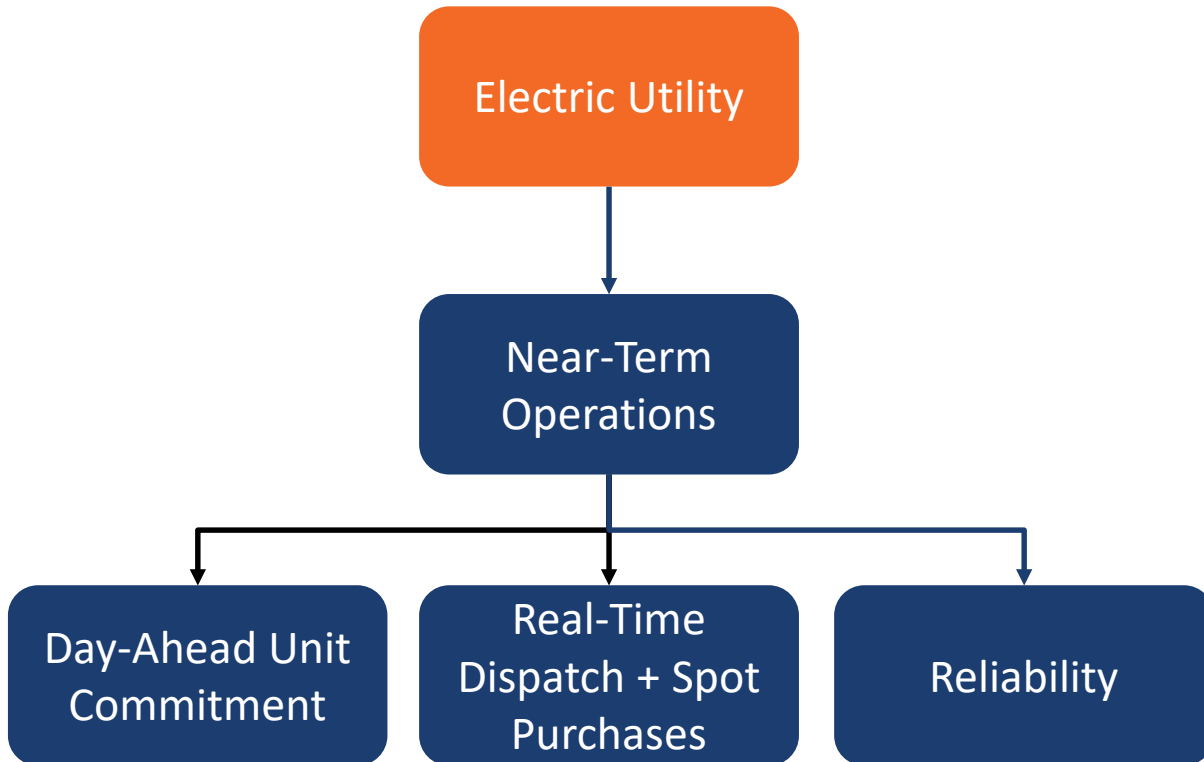 Electric Utility
Near-Term
Operations
Day-Ahead Unit
Commitment
Real-Time
Dispatch + Spot
Purchases
Reliability